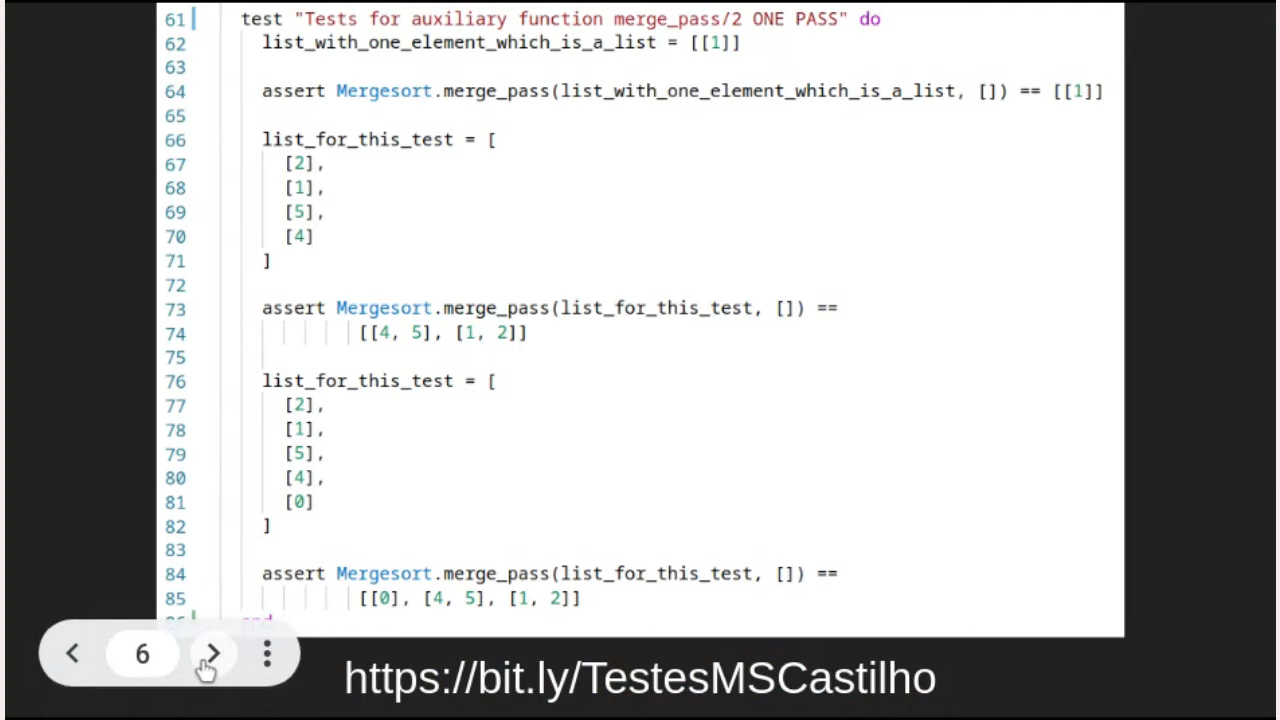 61 test "Tests for auxiliary function merge_pass/2 ONE PASS" do
62 list_with_one_element_which_is_a_list = [[1]]
63
64 assert Mergesort.merge_pass(list_with_one_element_which_is_a_list, []) == [[1]]
65
66 list_for_this_test = [
67 [2],
68 [1],
69 [5],
70 [4]
71 ]
72
73 assert Mergesort.merge_pass(list_for_this_test, []) ==
74 [[4, 5], [1, 2]]
75
76 list_for_this_test = [
77 [2],
78 [1],
79 [5],
80 [4],
81 [0]
82 ]
83
84 assert Mergesort.merge_pass(list_for_this_test, []) ==
85 [[0], [4, 5], [1, 2]]
86 end
6
https://bit.ly/TestesMSCastilho